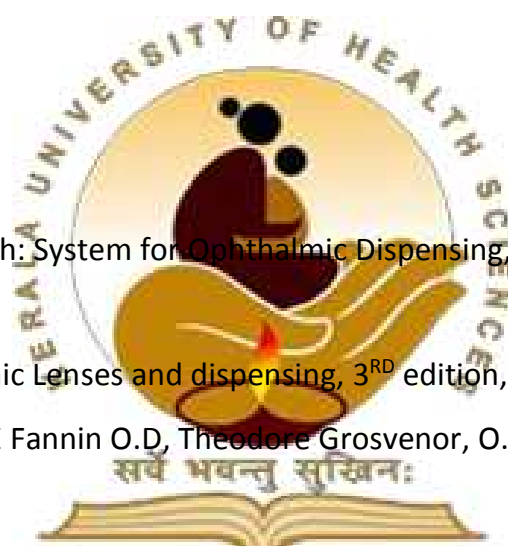 KERALA UNIVERSITY OF HEALTH SCIENCES
h: System for Ophthalmic Dispensing,
ic Lenses and dispensing, 3RD edition,
Fannin O.D, Theodore Grosvenor, O.
सर्वे भवन्तु सुखिनः